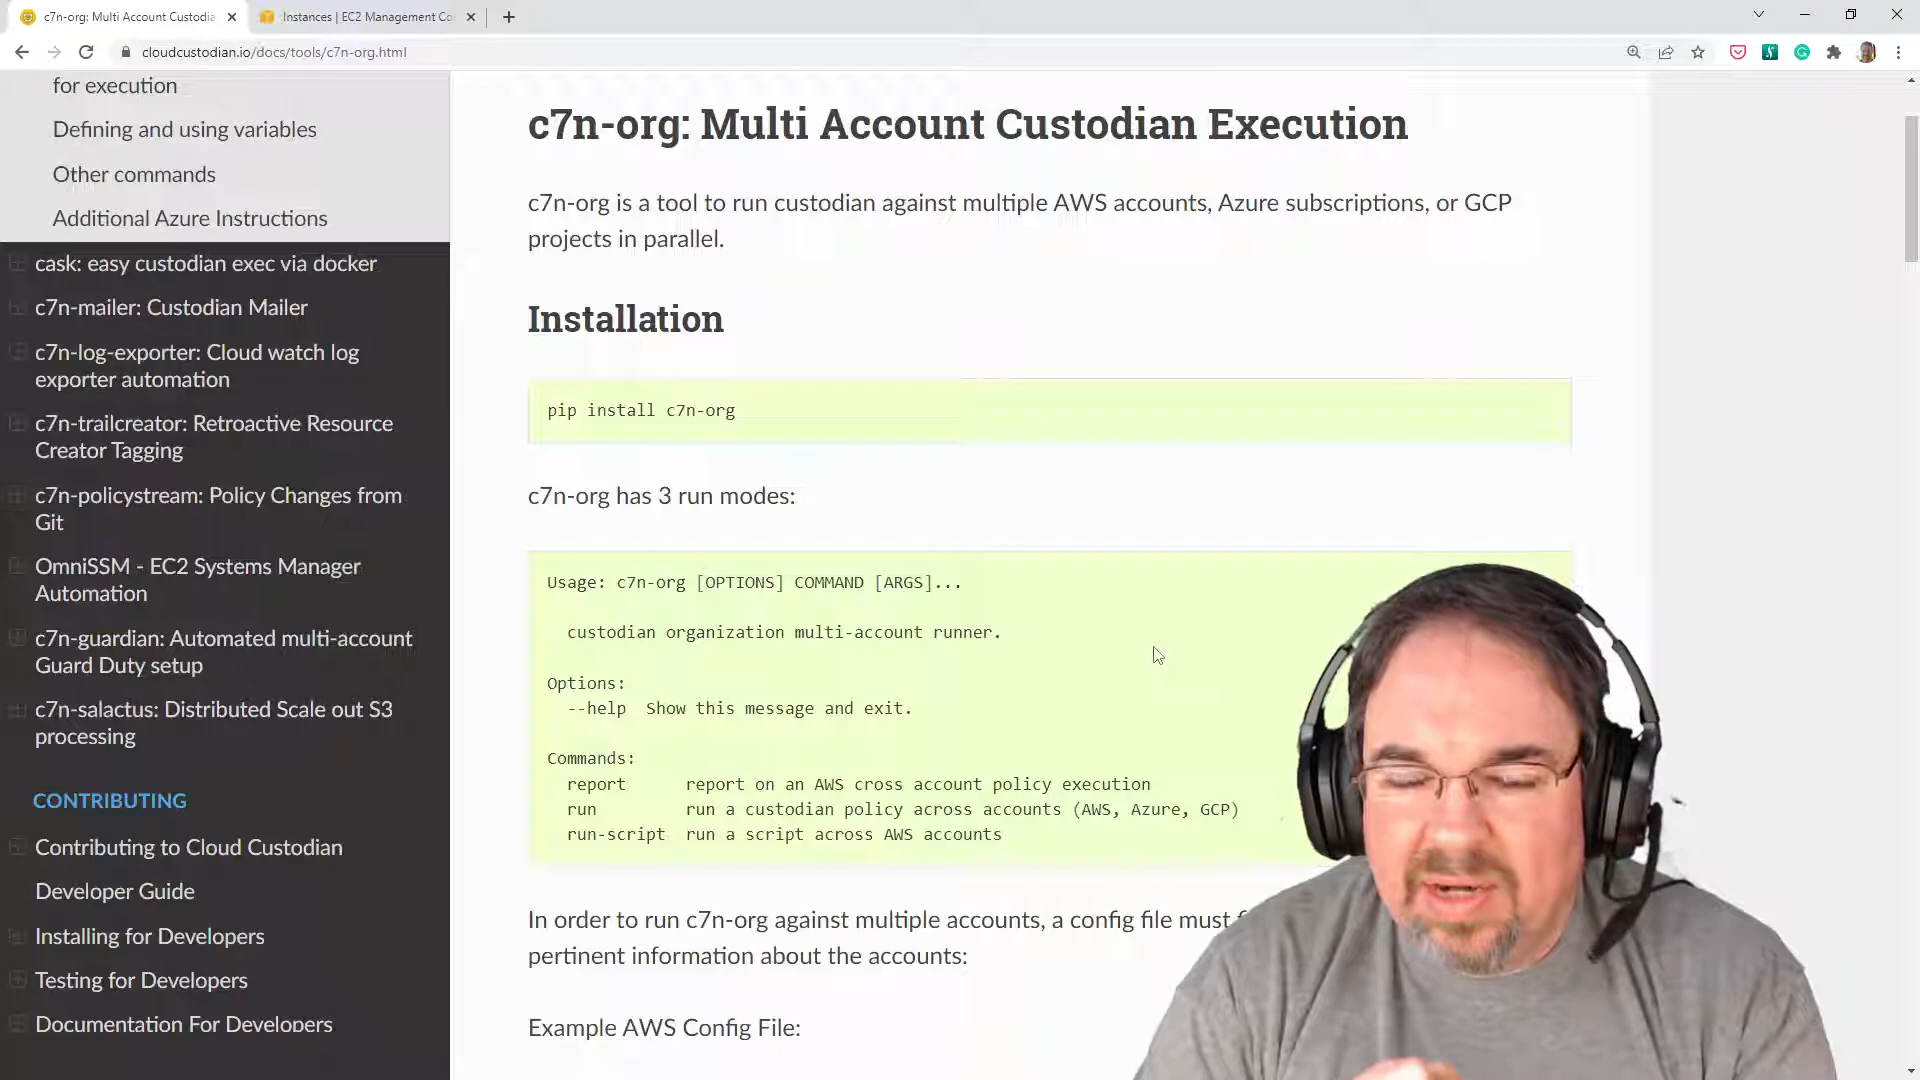 c7n-org: Multi Account Custodia
Instances | EC2 Management Co
cloudcustodian.io/docs/tools/c7n-org.html
for execution
Defining and using variables
Other commands
Additional Azure Instructions
cask: easy custodian exec via docker
c7n-mailer: Custodian Mailer
c7n-log-exporter: Cloud watch log
exporter automation
c7n-trailcreator: Retroactive Resource
Creator Tagging
c7n-policystream: Policy Changes from
Git
OmniSSM - EC2 Systems Manager
Automation
c7n-guardian: Automated multi-account
Guard Duty setup
c7n-salactus: Distributed Scale out S3
processing
CONTRIBUTING
Contributing to Cloud Custodian
Developer Guide
Installing for Developers
Testing for Developers
Documentation For Developers
c7n-org: Multi Account Custodian Execution
c7n-org is a tool to run custodian against multiple AWS accounts, Azure subscriptions, or GCP
projects in parallel.
Installation
pip install c7n-org
c7n-org has 3 run modes:
Usage: c7n-org [OPTIONS] COMMAND [ARGS]...
custodian organization multi-account runner.
Options:
--help  Show this message and exit.
Commands:
report      report on an AWS cross account policy execution
run         run a custodian policy across accounts (AWS, Azure, GCP)
run-script  run a script across AWS accounts
In order to run c7n-org against multiple accounts, a config file must
pertinent information about the accounts:
Example AWS Config File: